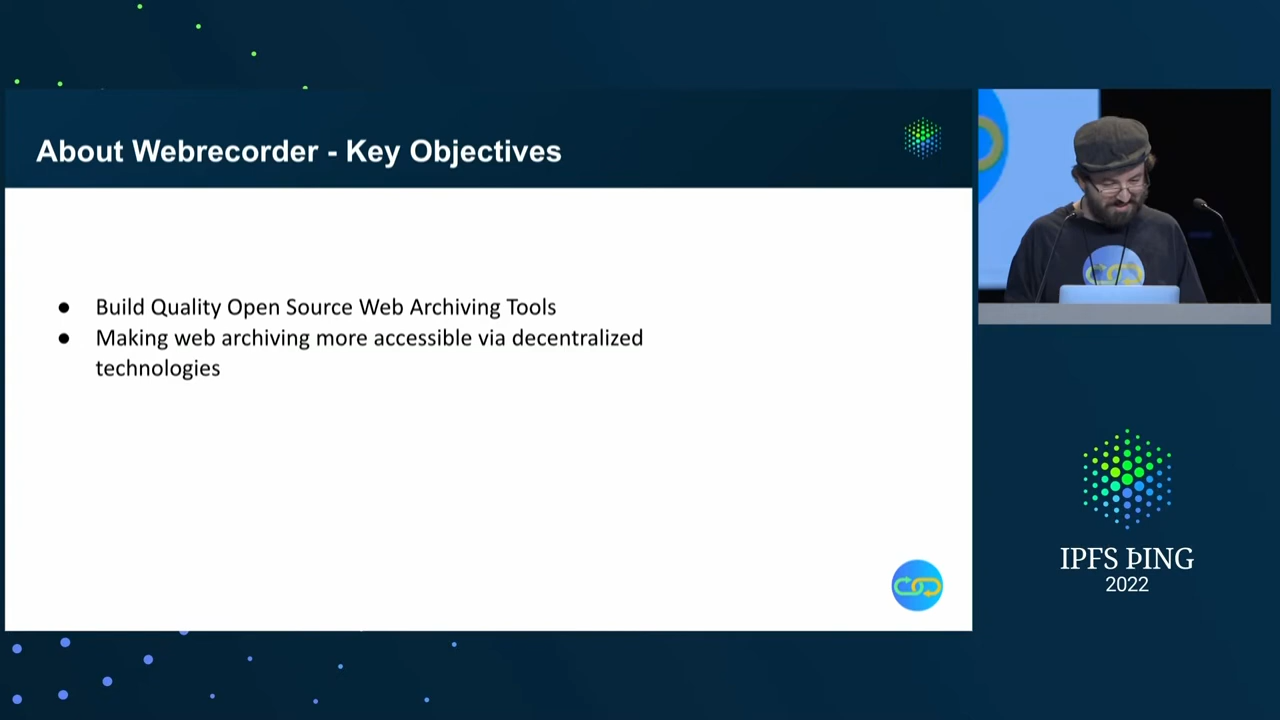 About Webrecorder - Key Objectives
● Build Quality Open Source Web Archiving Tools
● Making web archiving more accessible via decentralized
technologies
IPFS ÞING
2022